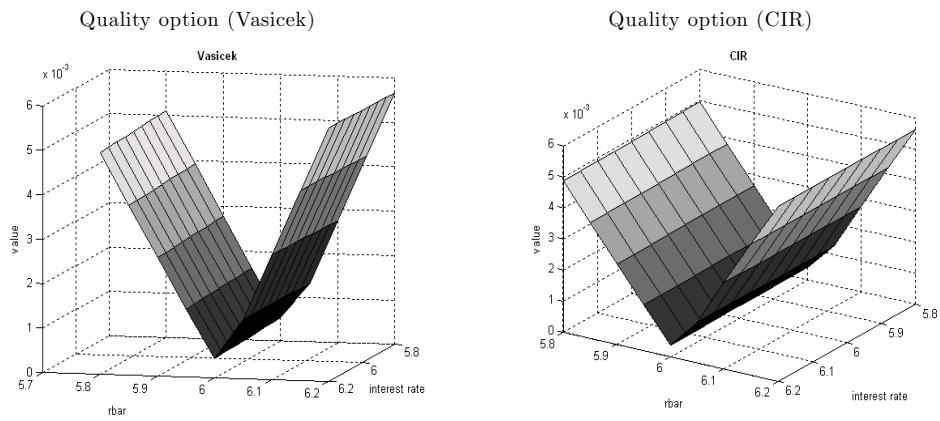 Quality option (Vasicek)
Vasicek
x 10⁻³
6
5
4
3
2
1
0
value
5.7
5.8
5.9
6
6.1
6.2
rbar
6.2
6
5.8
interest rate
Quality option (CIR)
CIR
x 10⁻³
6
5
4
3
2
1
0
value
5.8
5.9
6
6.1
6.2
rbar
6.2
6.1
6
5.9
5.8
interest rate